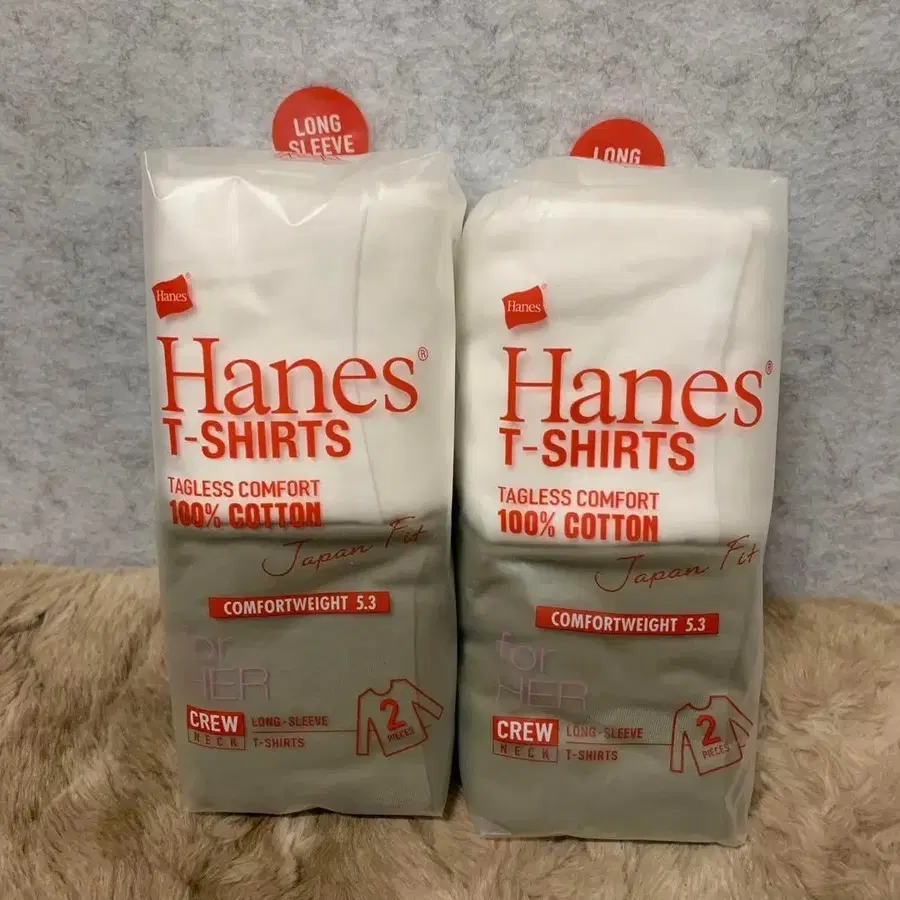 LONG
SLEEVE
Hanes
Hanes®
T-SHIRTS
TAGLESS COMFORT
100% COTTON
Japan Fit
COMFORTWEIGHT 5.3
for
HER
CREW
NECK
LONG-SLEEVE
T-SHIRTS
2
PIECES
LONG
Hanes
Hanes®
T-SHIRTS
TAGLESS COMFORT
100% COTTON
Japan Fit
COMFORTWEIGHT 5.3
for
HER
CREW
NECK
LONG-SLEEVE
T-SHIRTS
2
PIECES